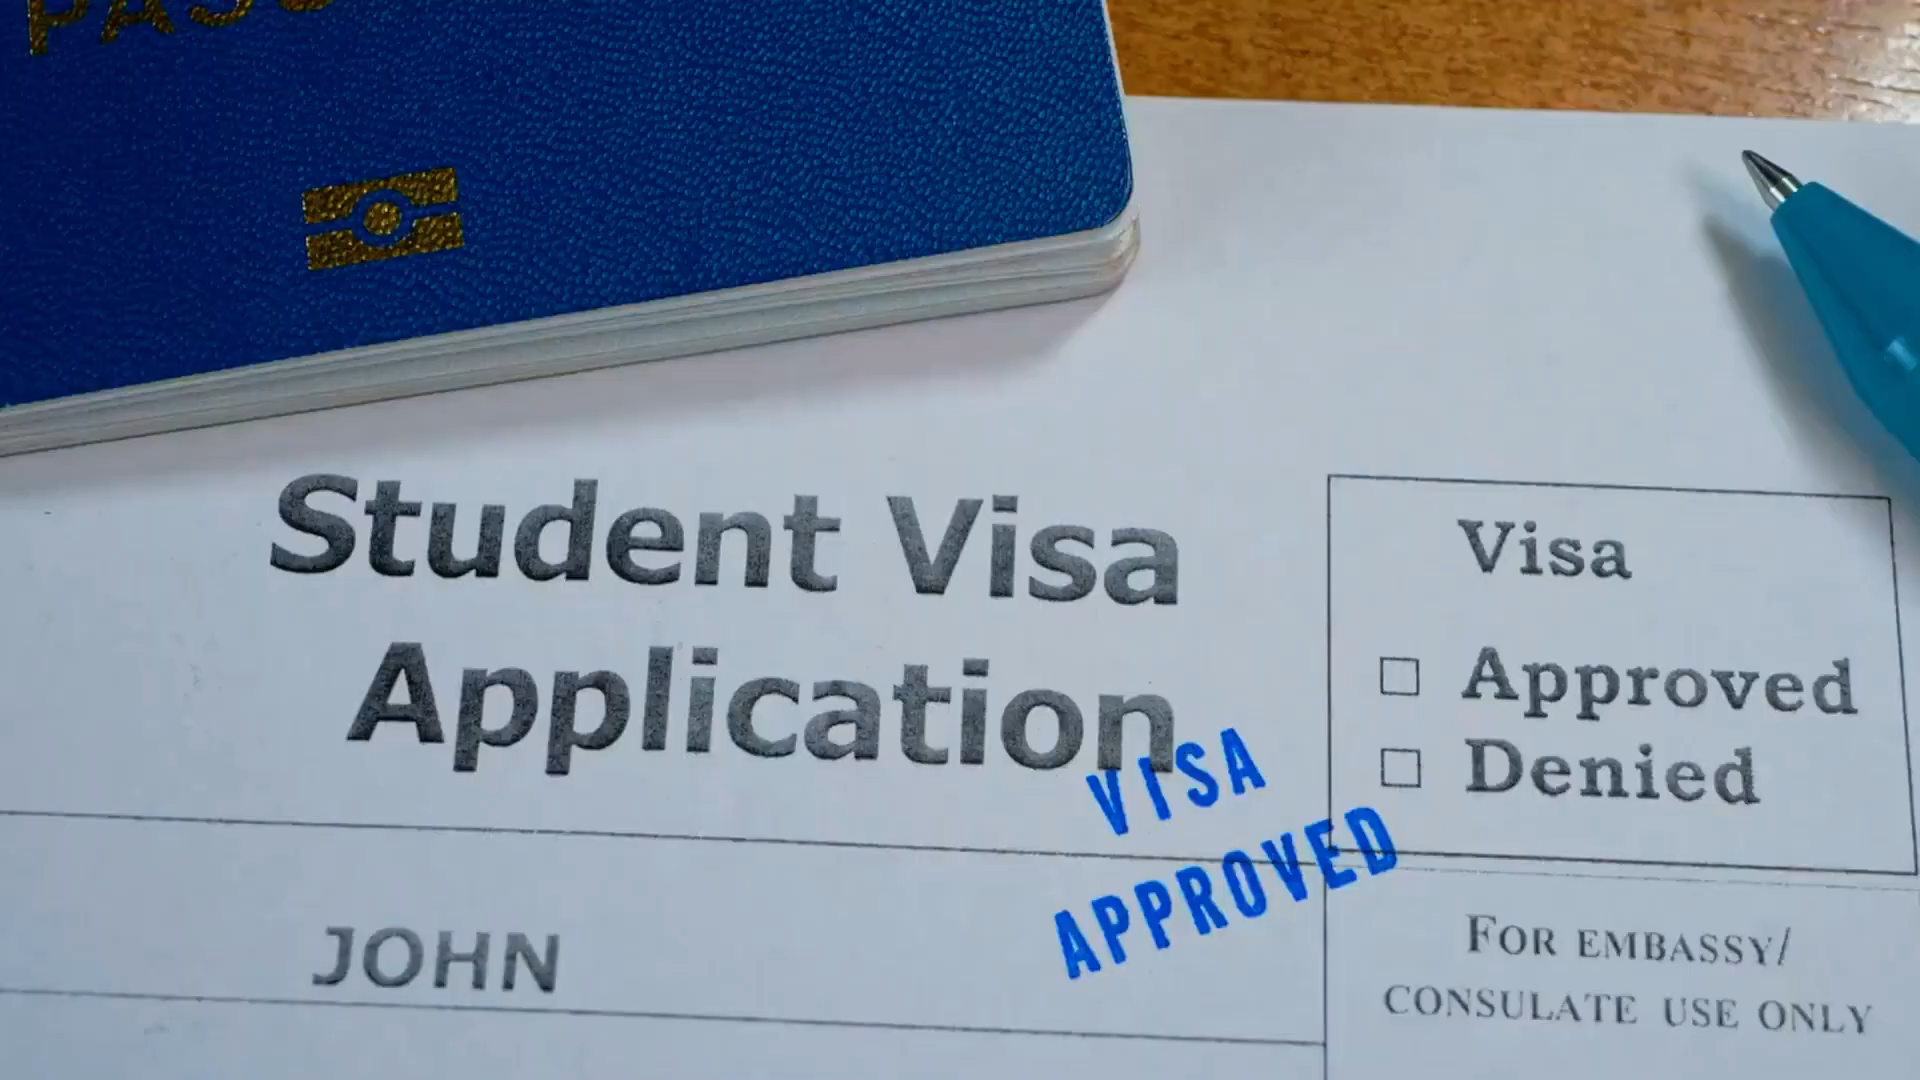 Student Visa
Application
Visa
☐ Approved
☐ Denied
VISA
APPROVED
JOHN
FOR EMBASSY/
CONSULATE USE ONLY